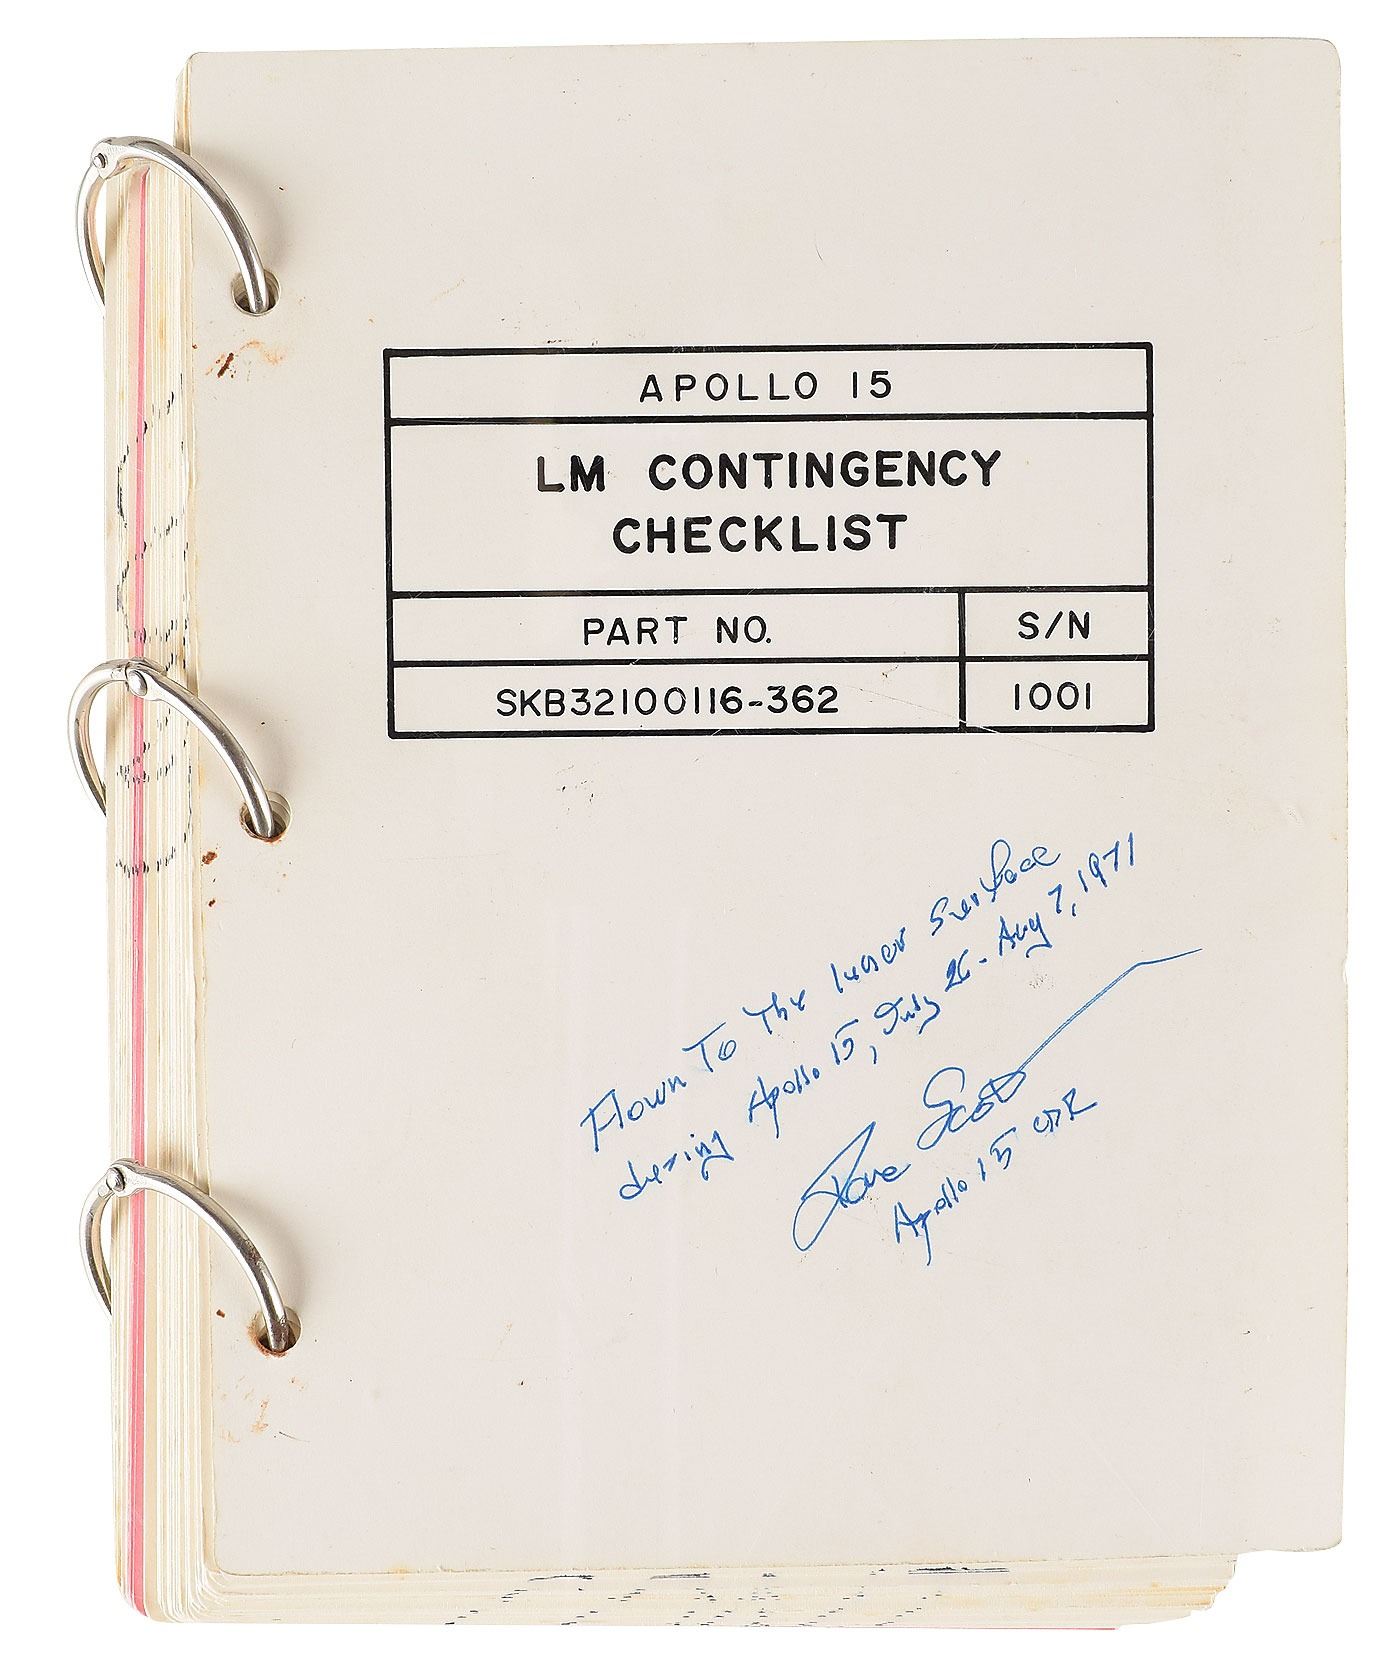 APOLLO 15
LM CONTINGENCY
CHECKLIST
PART NO. S/N
SKB32100116-362 1001
Flown To The lunar Surface
during Apollo 15, July 26 - Aug 7, 1971
Dave Scott
Apollo 15 CDR